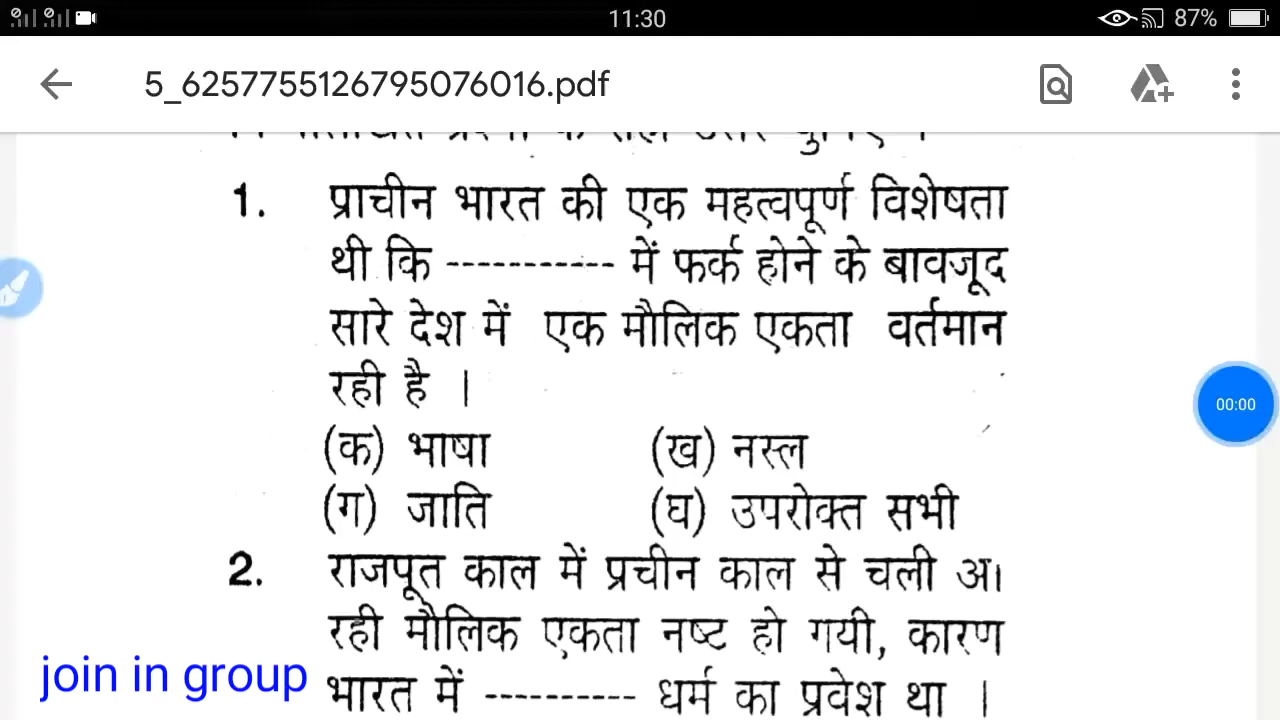 11:30
87%
5_6257755126795076016.pdf
1. प्राचीन भारत की एक महत्वपूर्ण विशेषता
थी कि ----------- में फर्क होने के बावजूद
सारे देश में एक मौलिक एकता वर्तमान
रही है ।
00:00
(क) भाषा (ख) नस्ल
(ग) जाति (घ) उपरोक्त सभी
2. राजपूत काल में प्रचीन काल से चली आ
रही मौलिक एकता नष्ट हो गयी, कारण
भारत में ---------- धर्म का प्रवेश था ।
join in group